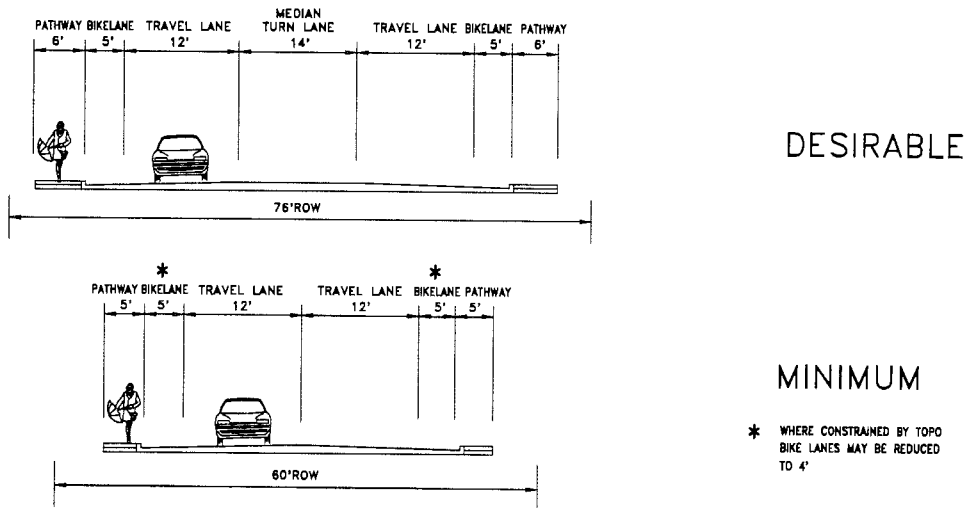 MEDIAN
PATHWAY BIKELANE TRAVEL LANE TURN LANE TRAVEL LANE BIKELANE PATHWAY
6' 5' 12' 14' 12' 5' 6'
DESIRABLE
76'ROW
* *
PATHWAY BIKELANE TRAVEL LANE TRAVEL LANE BIKELANE PATHWAY
5' 5' 12' 12' 5' 5'
MINIMUM
* WHERE CONSTRAINED BY TOPO
BIKE LANES MAY BE REDUCED
TO 4'
60'ROW